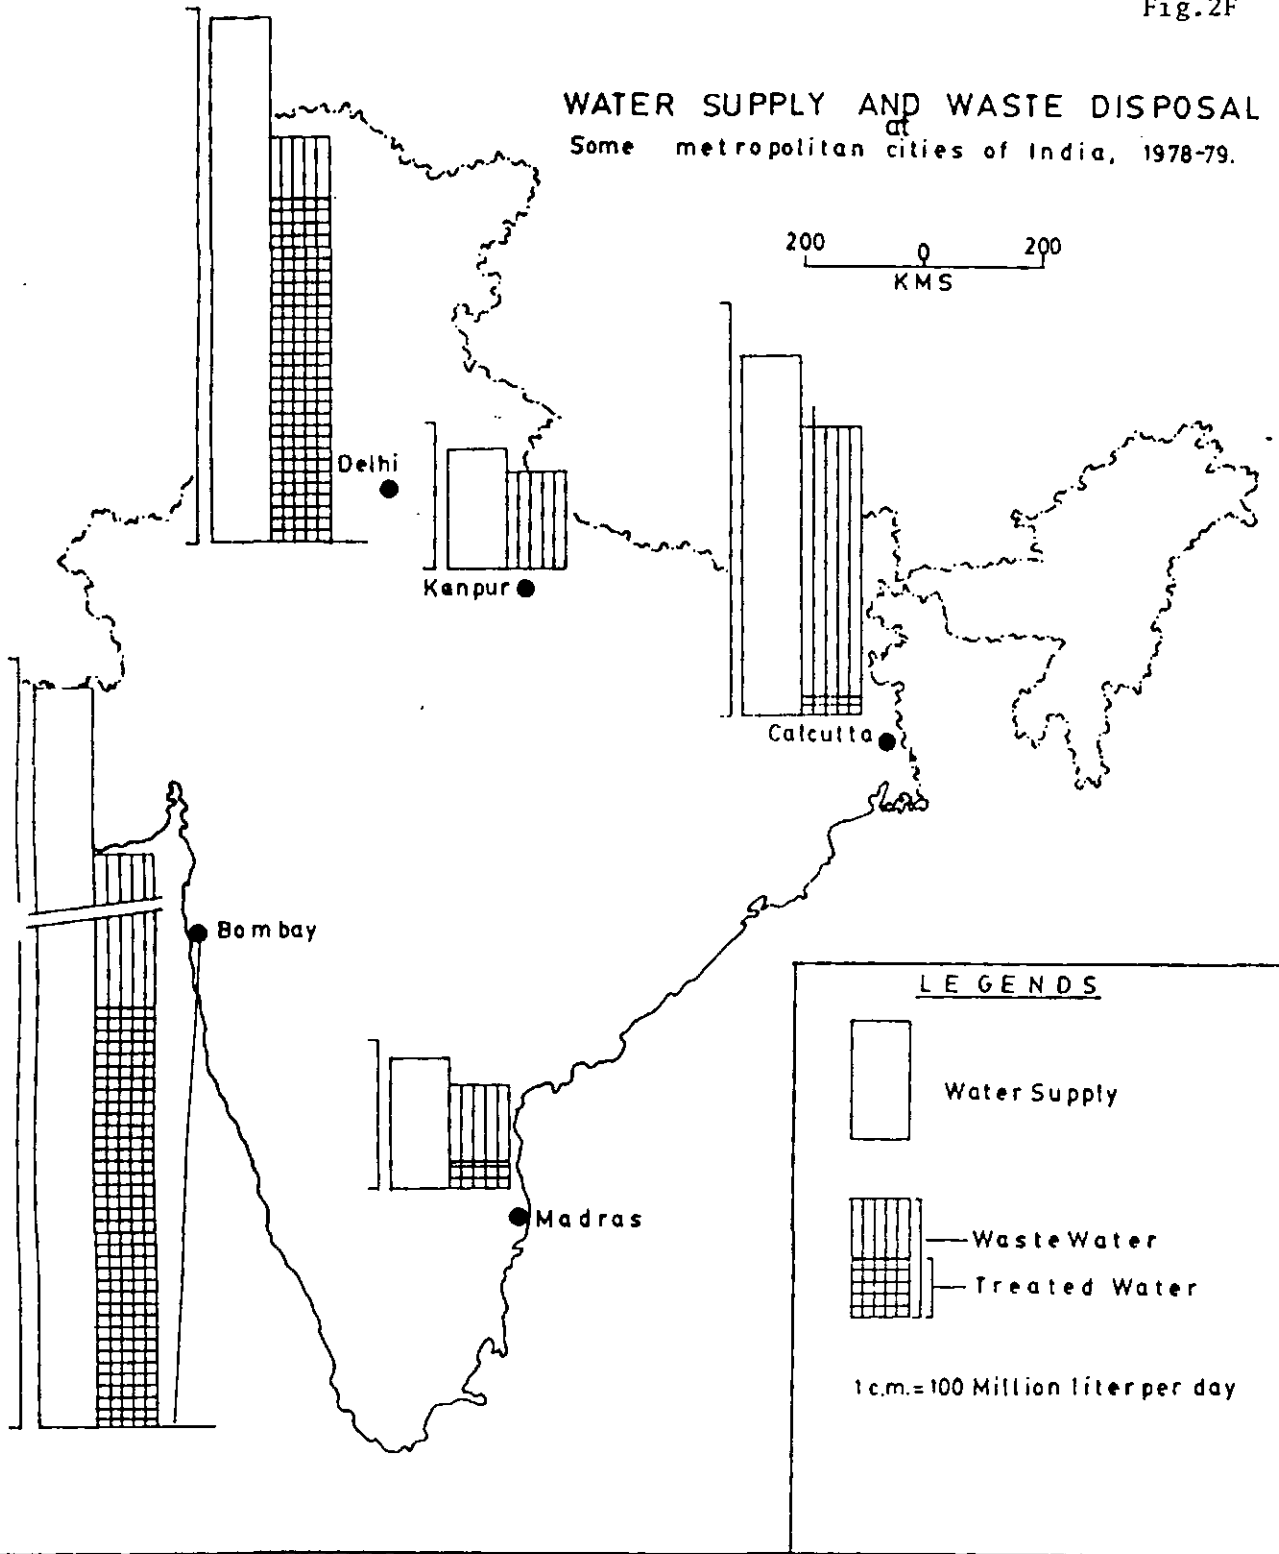 Fig.2F
WATER SUPPLY AND WASTE DISPOSAL
at
Some metropolitan cities of India, 1978-79.
200 0 200
KMS
Delhi
Kanpur
Calcutta
Bombay
Madras
LEGENDS
Water Supply
Waste Water
Treated Water
1 c.m.=100 Million liter per day